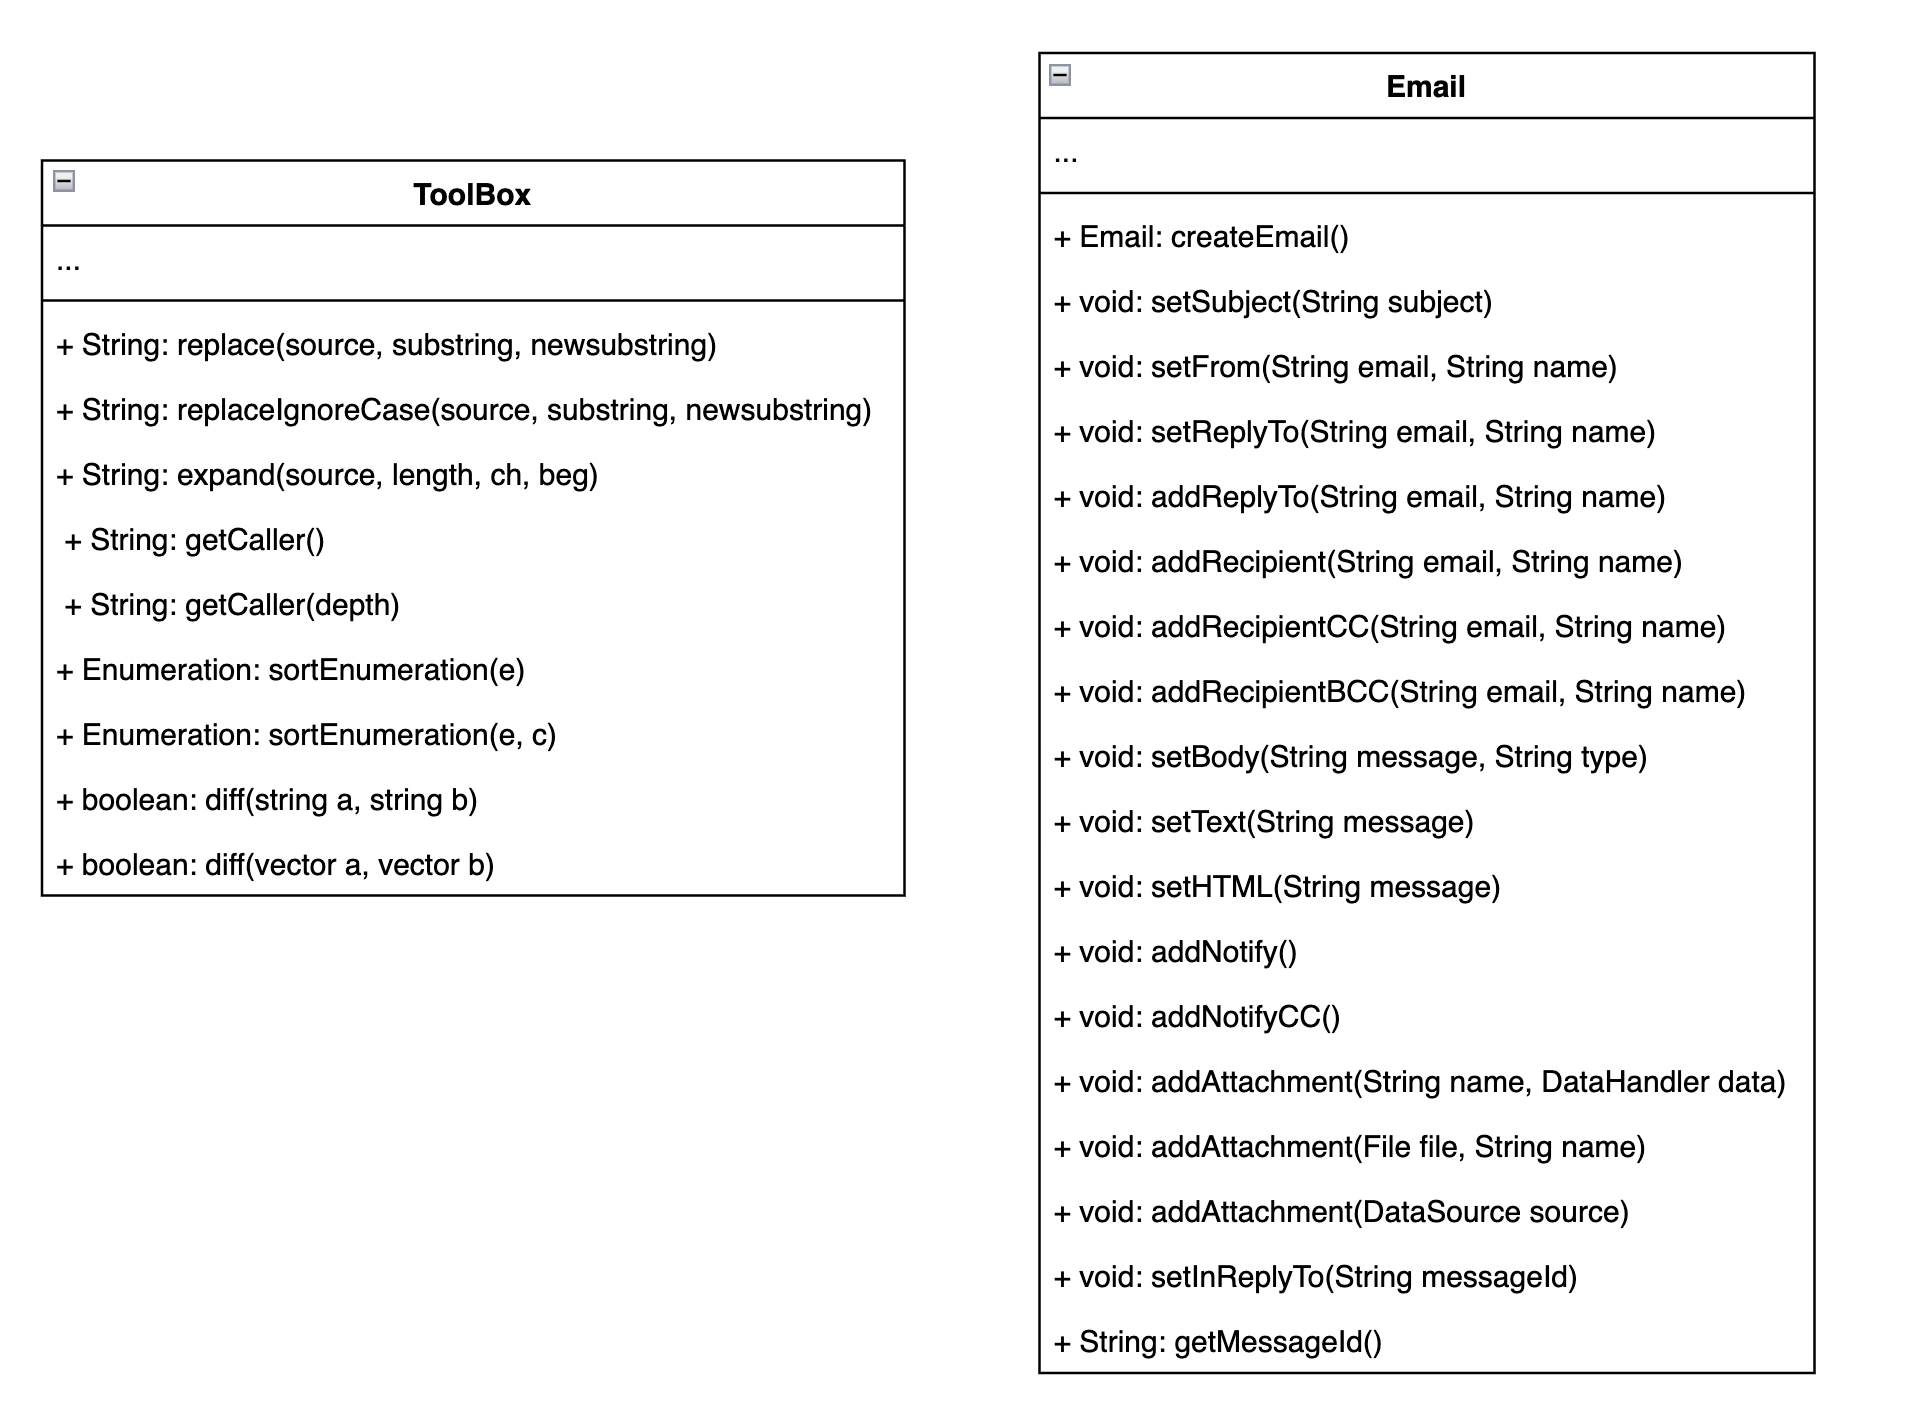 ToolBox
...
+ String: replace(source, substring, newsubstring)
+ String: replaceIgnoreCase(source, substring, newsubstring)
+ String: expand(source, length, ch, beg)
+ String: getCaller()
+ String: getCaller(depth)
+ Enumeration: sortEnumeration(e)
+ Enumeration: sortEnumeration(e, c)
+ boolean: diff(string a, string b)
+ boolean: diff(vector a, vector b)
Email
...
+ Email: createEmail()
+ void: setSubject(String subject)
+ void: setFrom(String email, String name)
+ void: setReplyTo(String email, String name)
+ void: addReplyTo(String email, String name)
+ void: addRecipient(String email, String name)
+ void: addRecipientCC(String email, String name)
+ void: addRecipientBCC(String email, String name)
+ void: setBody(String message, String type)
+ void: setText(String message)
+ void: setHTML(String message)
+ void: addNotify()
+ void: addNotifyCC()
+ void: addAttachment(String name, DataHandler data)
+ void: addAttachment(File file, String name)
+ void: addAttachment(DataSource source)
+ void: setInReplyTo(String messageId)
+ String: getMessageId()